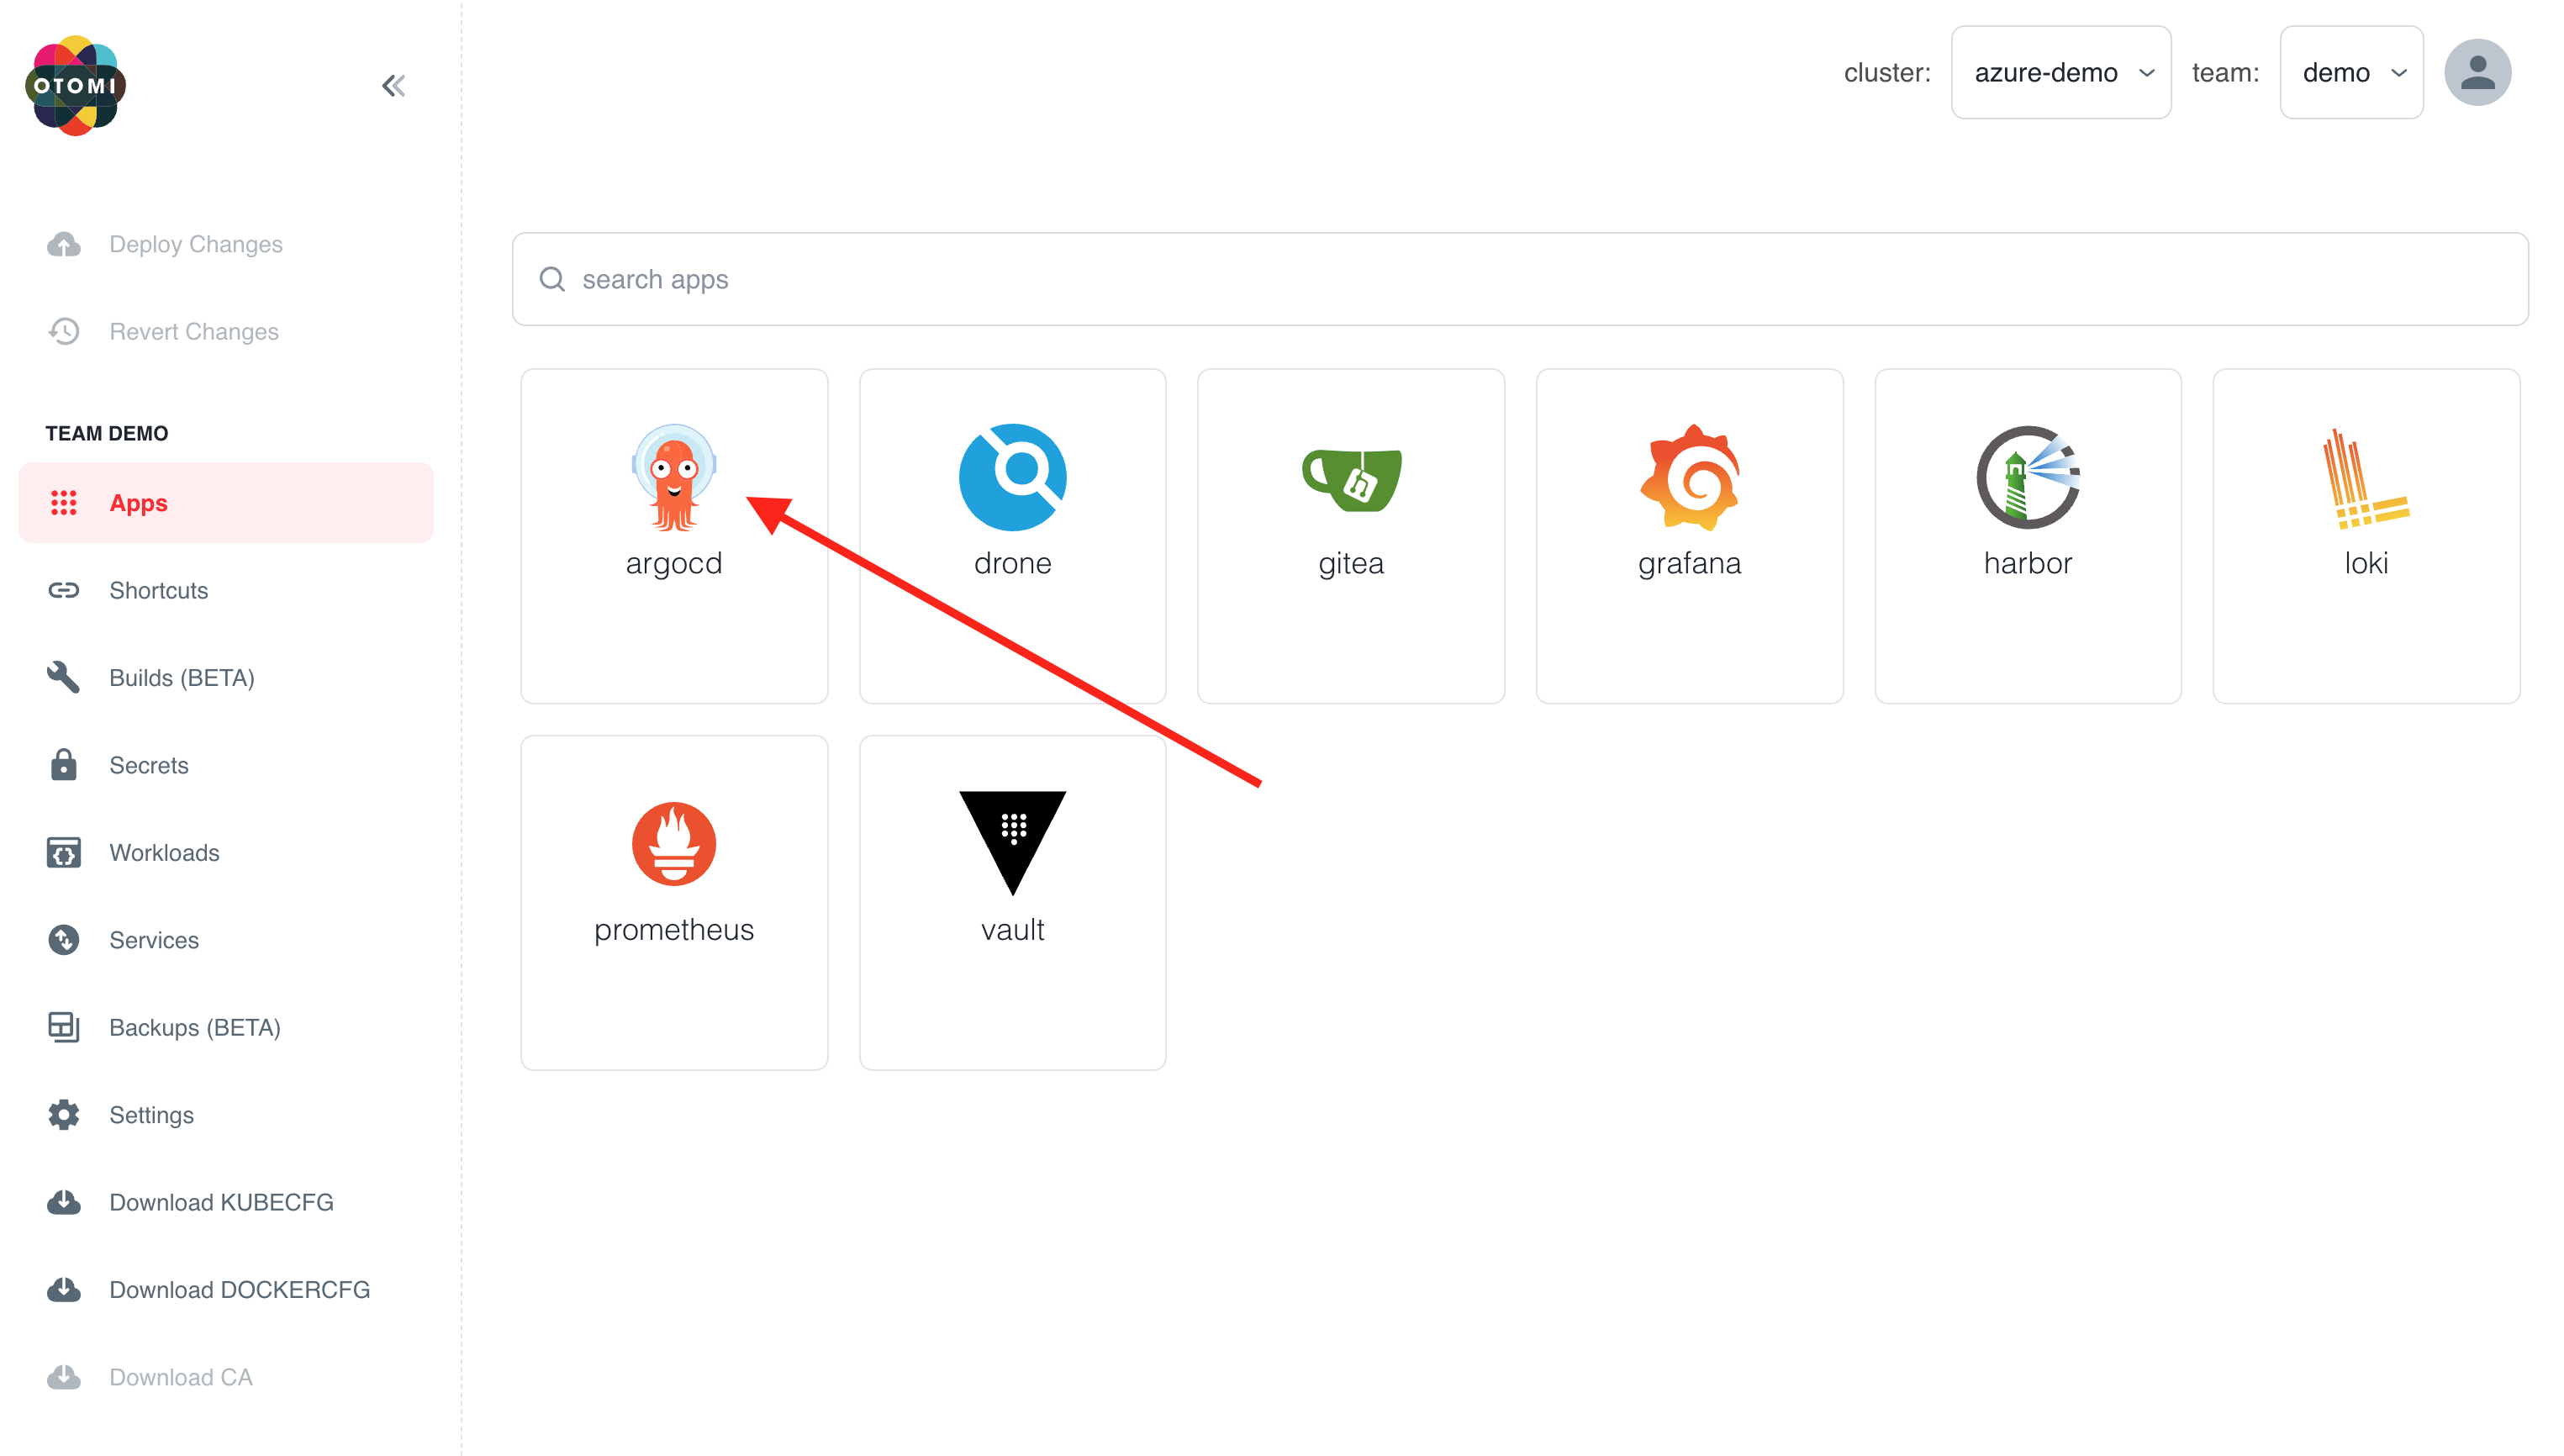 OTOMI
cluster:
azure-demo
team:
demo
Deploy Changes
Revert Changes
TEAM DEMO
Apps
Shortcuts
Builds (BETA)
Secrets
Workloads
Services
Backups (BETA)
Settings
Download KUBECFG
Download DOCKERCFG
Download CA
search apps
argocd
drone
gitea
grafana
harbor
loki
prometheus
vault